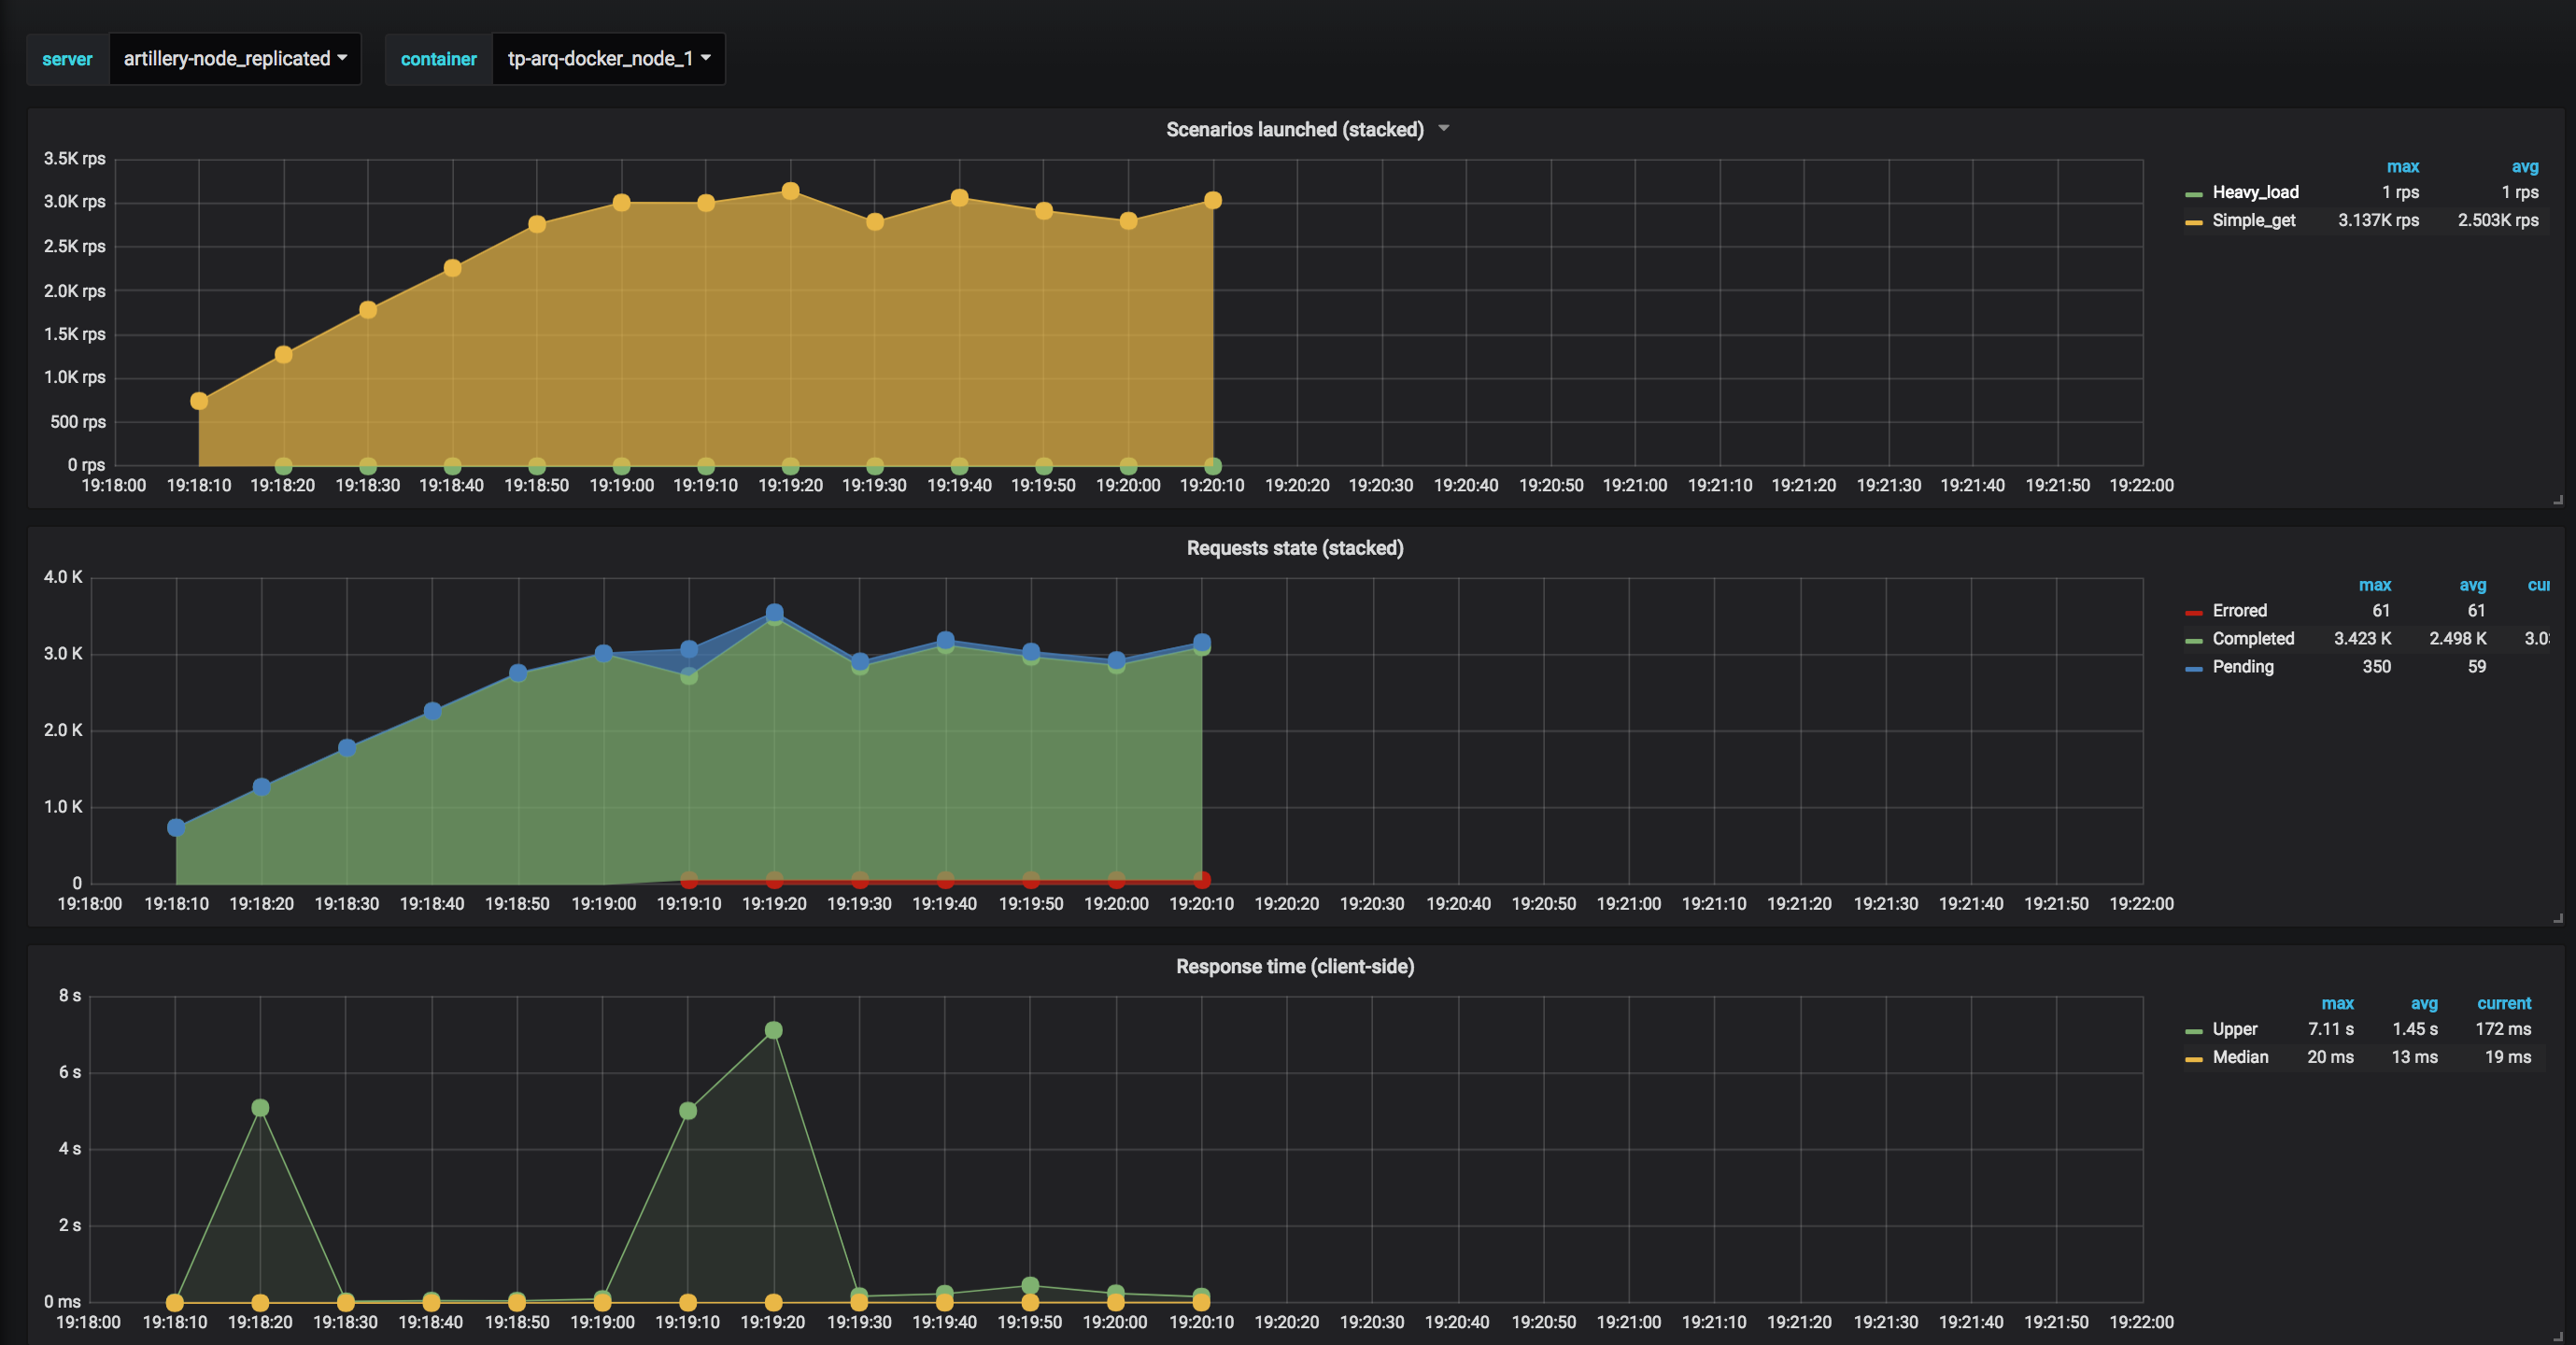 server artillery-node_replicated container tp-arq-docker_node_1
Scenarios launched (stacked)
3.5K rps
3.0K rps
2.5K rps
2.0K rps
1.5K rps
1.0K rps
500 rps
0 rps
19:18:00 19:18:10 19:18:20 19:18:30 19:18:40 19:18:50 19:19:00 19:19:10 19:19:20 19:19:30 19:19:40 19:19:50 19:20:00 19:20:10 19:20:20 19:20:30 19:20:40 19:20:50 19:21:00 19:21:10 19:21:20 19:21:30 19:21:40 19:21:50 19:22:00
max avg
Heavy_load 1 rps 1 rps
Simple_get 3.137K rps 2.503K rps
Requests state (stacked)
4.0 K
3.0 K
2.0 K
1.0 K
0
19:18:00 19:18:10 19:18:20 19:18:30 19:18:40 19:18:50 19:19:00 19:19:10 19:19:20 19:19:30 19:19:40 19:19:50 19:20:00 19:20:10 19:20:20 19:20:30 19:20:40 19:20:50 19:21:00 19:21:10 19:21:20 19:21:30 19:21:40 19:21:50 19:22:00
max avg
Errored 61 61
Completed 3.423 K 2.498 K
Pending 350 59
Response time (client-side)
8 s
6 s
4 s
2 s
0 ms
19:18:00 19:18:10 19:18:20 19:18:30 19:18:40 19:18:50 19:19:00 19:19:10 19:19:20 19:19:30 19:19:40 19:19:50 19:20:00 19:20:10 19:20:20 19:20:30 19:20:40 19:20:50 19:21:00 19:21:10 19:21:20 19:21:30 19:21:40 19:21:50 19:22:00
max avg current
Upper 7.11 s 1.45 s 172 ms
Median 20 ms 13 ms 19 ms